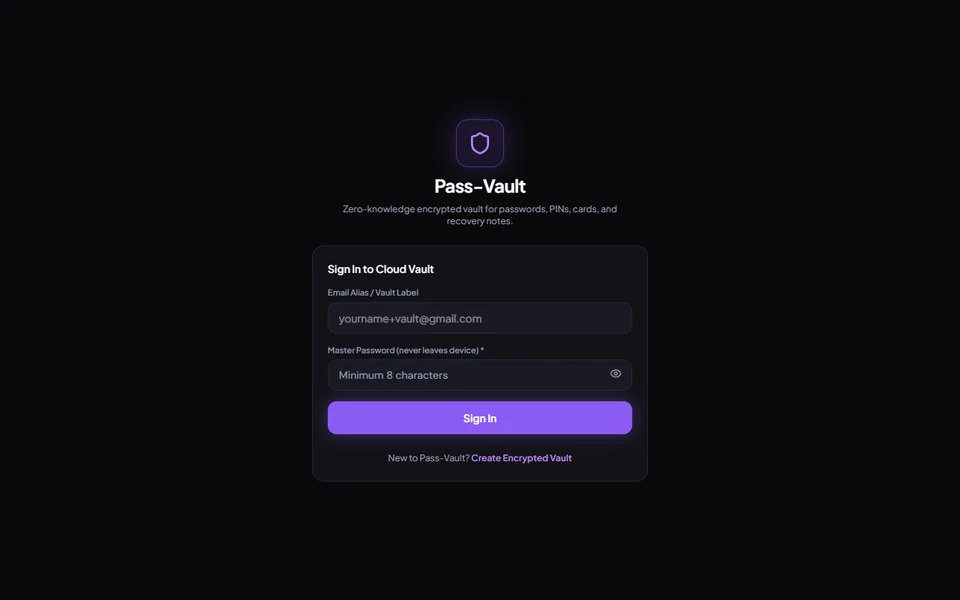 Pass-Vault
Zero-knowledge encrypted vault for passwords, PINs, cards, and
recovery notes.
Sign In to Cloud Vault
Email Alias / Vault Label
yourname+vault@gmail.com
Master Password (never leaves device) *
Minimum 8 characters
Sign In
New to Pass-Vault? Create Encrypted Vault